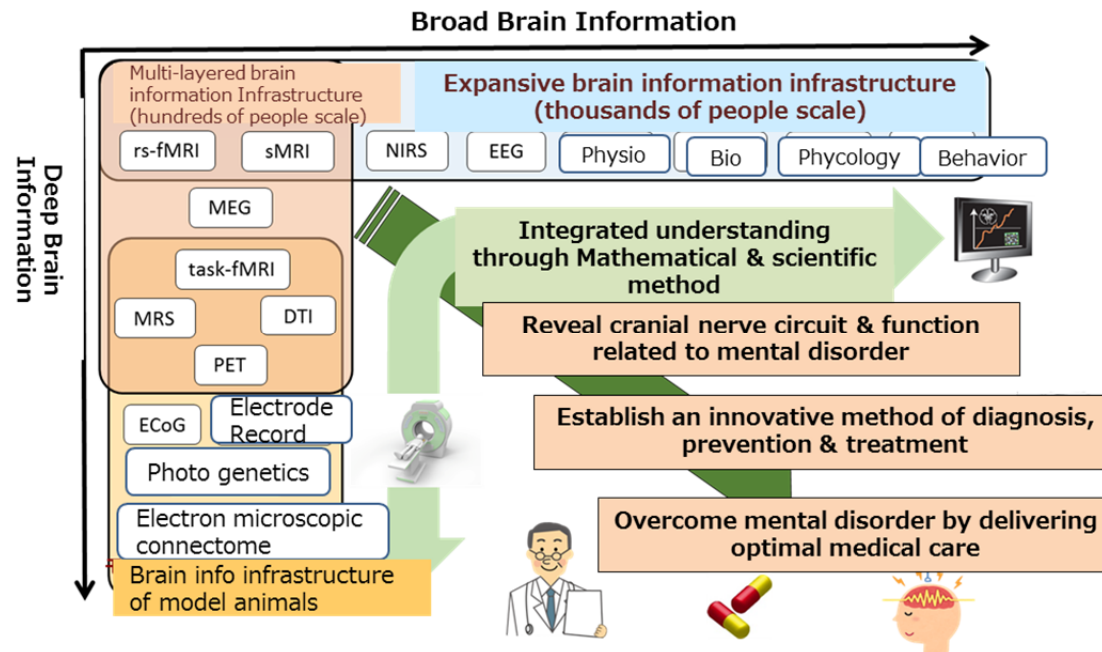 Broad Brain Information
Deep Brain
Information
Multi-layered brain
information Infrastructure
(hundreds of people scale)
Expansive brain information infrastructure
(thousands of people scale)
rs-fMRI
sMRI
NIRS
EEG
Physio
Bio
Phycology
Behavior
MEG
task-fMRI
MRS
DTI
PET
ECoG
Electrode
Record
Photo genetics
Electron microscopic
connectome
Brain info infrastructure
of model animals
Integrated understanding
through Mathematical & scientific
method
Reveal cranial nerve circuit & function
related to mental disorder
Establish an innovative method of diagnosis,
prevention & treatment
Overcome mental disorder by delivering
optimal medical care